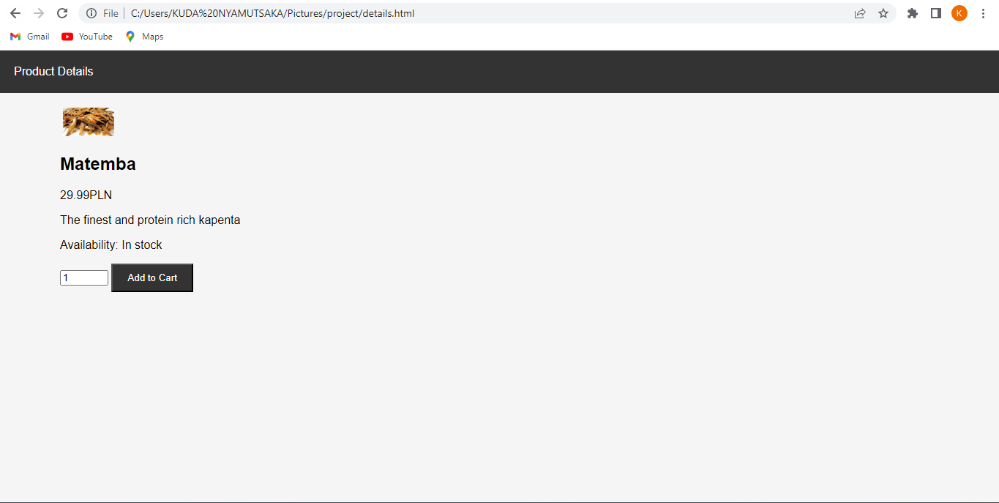 File C:/Users/KUDA%20NYAMUTSAKA/Pictures/project/details.html K
Gmail YouTube Maps
Product Details
Matemba
29.99PLN
The finest and protein rich kapenta
Availability: In stock
1 Add to Cart